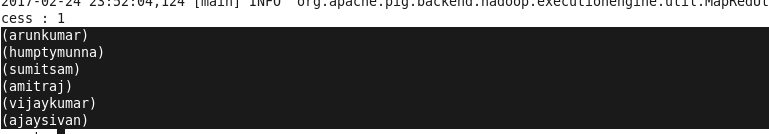 2017-02-24 23:52:04,124 [main] INFO org.apache.pig.backend.hadoop.executionengine.util.MapRedUt
cess : 1
(arunkumar)
(humptymunna)
(sumitsam)
(amitraj)
(vijaykumar)
(ajaysivan)